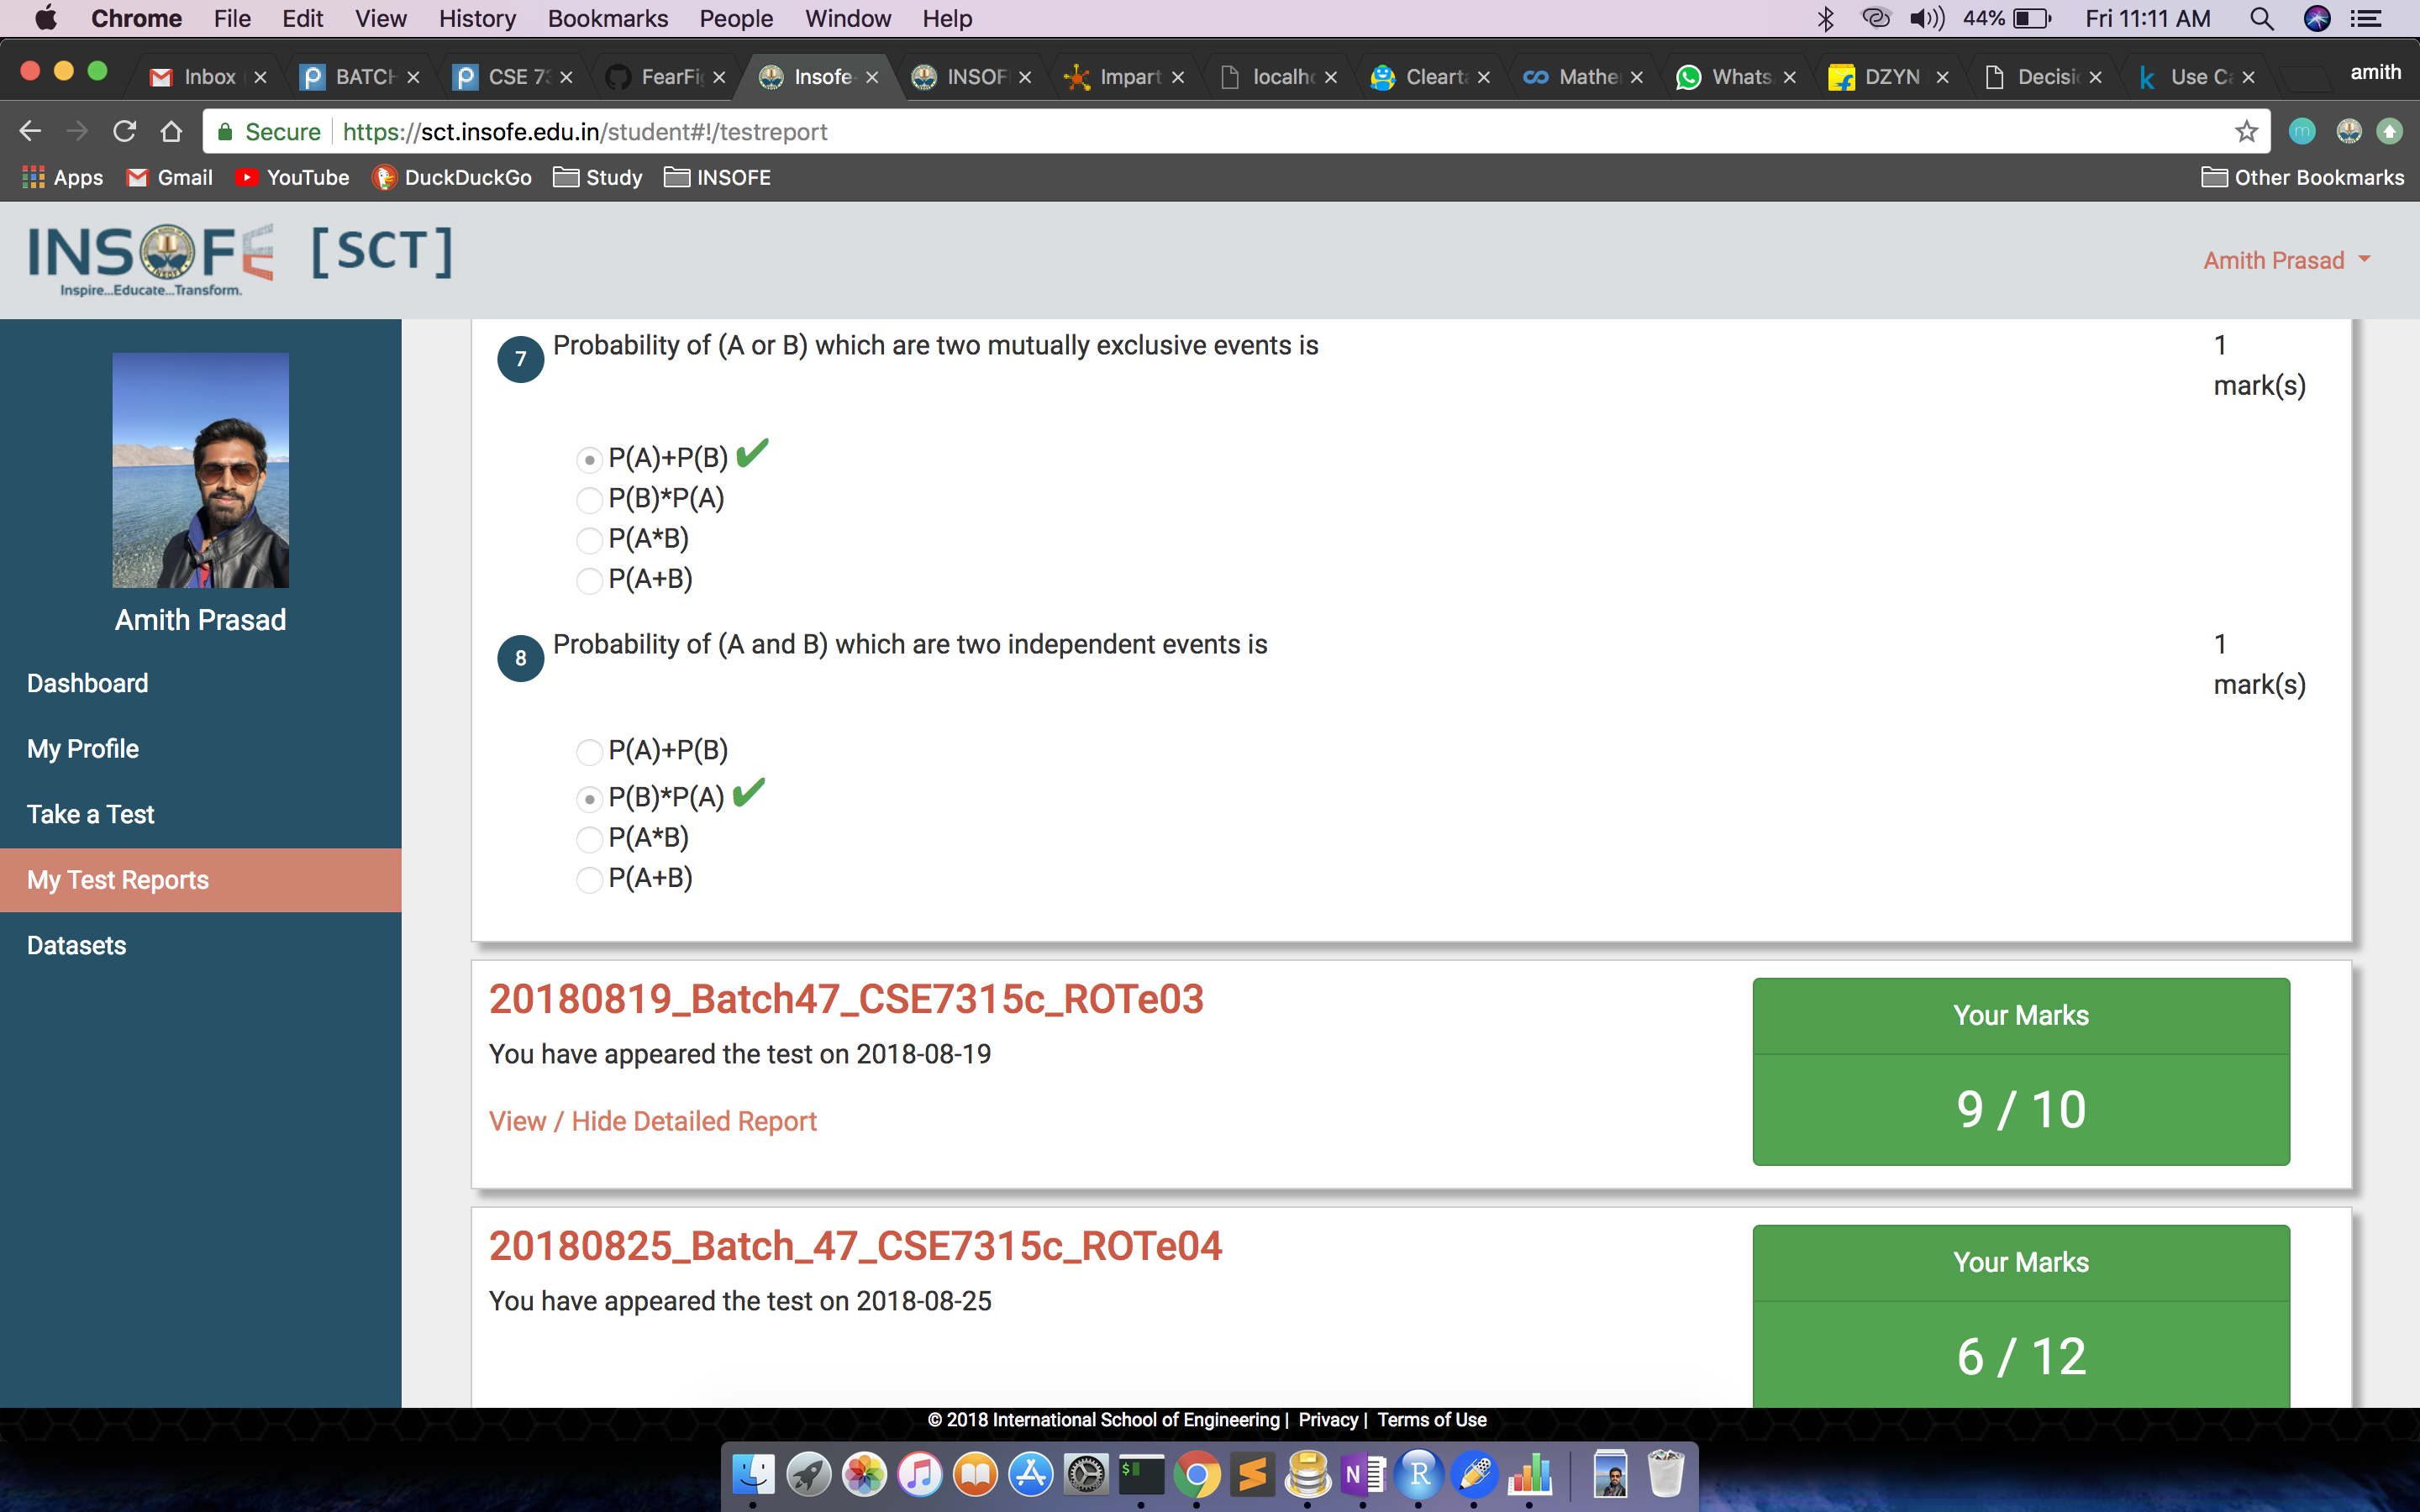 Chrome File Edit View History Bookmarks People Window Help 44% Fri 11:11 AM
Inbox BATCH CSE 73 FearFi Insofe- INSOF Impart localho Cleart Mathe Whats DZYN Decisi Use Ca amith
Secure https://sct.insofe.edu.in/student#!/testreport
Apps Gmail YouTube DuckDuckGo Study INSOFE Other Bookmarks
INSOFE [SCT]
Inspire...Educate...Transform.
Amith Prasad
Amith Prasad
Dashboard
My Profile
Take a Test
My Test Reports
Datasets
7 Probability of (A or B) which are two mutually exclusive events is 1
mark(s)
P(A)+P(B)
P(B)*P(A)
P(A*B)
P(A+B)
8 Probability of (A and B) which are two independent events is 1
mark(s)
P(A)+P(B)
P(B)*P(A)
P(A*B)
P(A+B)
20180819_Batch47_CSE7315c_ROTe03
You have appeared the test on 2018-08-19
View / Hide Detailed Report
Your Marks
9 / 10
20180825_Batch_47_CSE7315c_ROTe04
You have appeared the test on 2018-08-25
Your Marks
6 / 12
© 2018 International School of Engineering | Privacy | Terms of Use